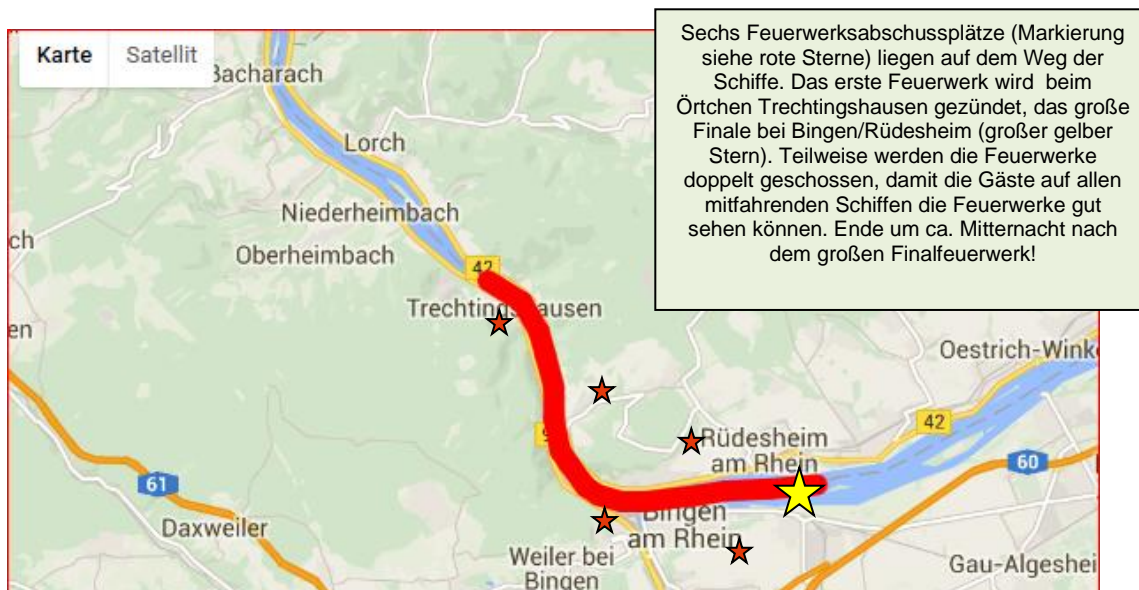 Sechs Feuerwerksabschussplätze (Markierung
siehe rote Sterne) liegen auf dem Weg der
Schiffe. Das erste Feuerwerk wird beim
Örtchen Trechtingshausen gezündet, das große
Finale bei Bingen/Rüdesheim (großer gelber
Stern). Teilweise werden die Feuerwerke
doppelt geschossen, damit die Gäste auf allen
mitfahrenden Schiffen die Feuerwerke gut
sehen können. Ende um ca. Mitternacht nach
dem großen Finalfeuerwerk!
Karte
Satellit
Bacharach
Lorch
Niederheimbach
Oberheimbach
ch
42
Trechtingshausen
en
Oestrich-Wink
42
9
Rüdesheim
am Rhein
60
61
Daxweiler
Bingen
am Rhein
Weiler bei
Bingen
Gau-Algeshei